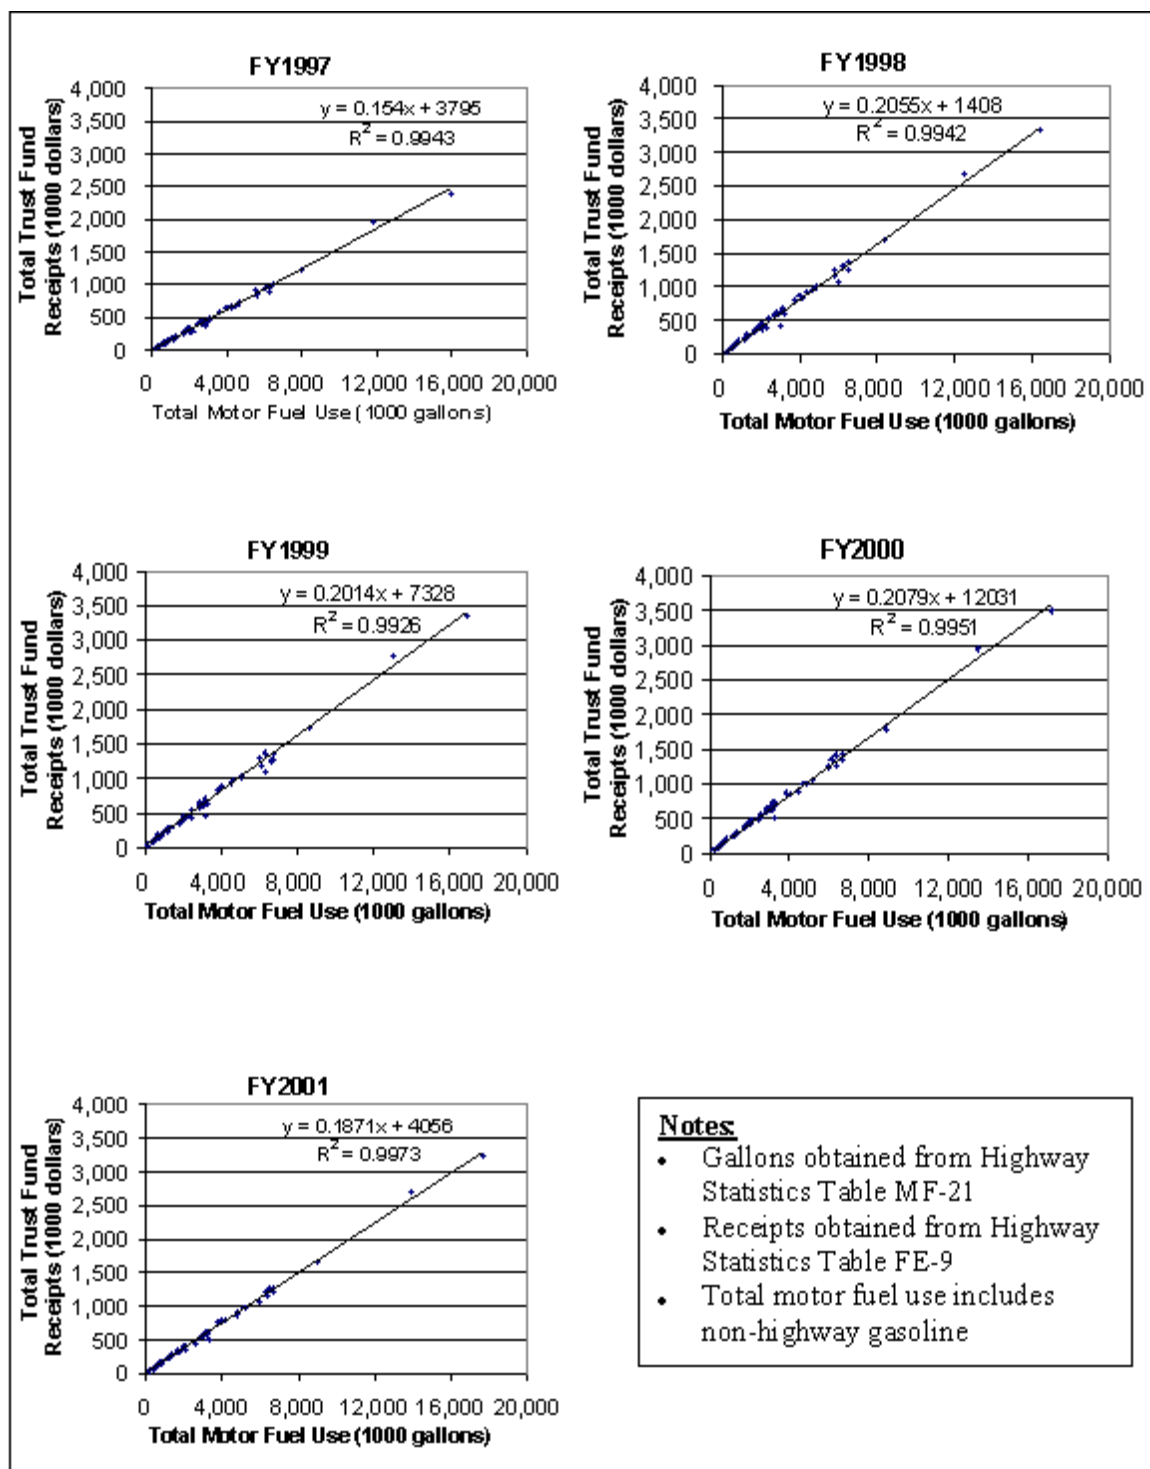 FY1997
4,000
3,500
3,000
2,500
2,000
1,500
1,000
500
0
Total Trust Fund
Receipts (1000 dollars)
y = 0.154x + 3795
R² = 0.9943
0 4,000 8,000 12,000 16,000 20,000
Total Motor Fuel Use (1000 gallons)
FY1998
4,000
3,500
3,000
2,500
2,000
1,500
1,000
500
0
Total Trust Fund
Receipts (1000 dollars)
y = 0.2055x + 1408
R² = 0.9942
0 4,000 8,000 12,000 16,000 20,000
Total Motor Fuel Use (1000 gallons)
FY1999
4,000
3,500
3,000
2,500
2,000
1,500
1,000
500
0
Total Trust Fund
Receipts (1000 dollars)
y = 0.2014x + 7328
R² = 0.9926
0 4,000 8,000 12,000 16,000 20,000
Total Motor Fuel Use (1000 gallons)
FY2000
4,000
3,500
3,000
2,500
2,000
1,500
1,000
500
0
Total Trust Fund
Receipts (1000 dollars)
y = 0.2079x + 12031
R² = 0.9951
0 4,000 8,000 12,000 16,000 20,000
Total Motor Fuel Use (1000 gallons)
FY2001
4,000
3,500
3,000
2,500
2,000
1,500
1,000
500
0
Total Trust Fund
Receipts (1000 dollars)
y = 0.1871x + 4056
R² = 0.9973
0 4,000 8,000 12,000 16,000 20,000
Total Motor Fuel Use (1000 gallons)
Notes:
• Gallons obtained from Highway
Statistics Table MF-21
• Receipts obtained from Highway
Statistics Table FE-9
• Total motor fuel use includes
non-highway gasoline